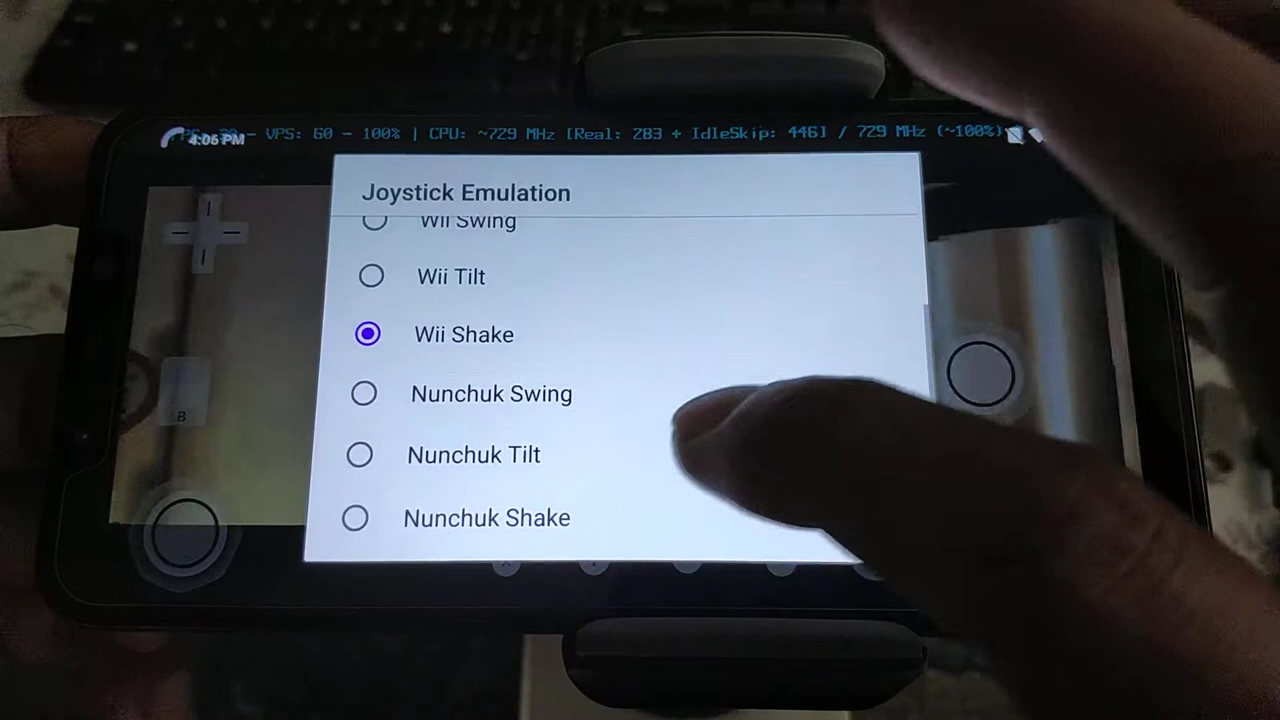 4:05 PM - VPS: 60 - 100% | CPU: ~729 MHz [Real: 283 + IdleSkip: 446] / 729 MHz (~100%)
Joystick Emulation
Wii Swing
Wii Tilt
Wii Shake
Nunchuk Swing
Nunchuk Tilt
Nunchuk Shake
B